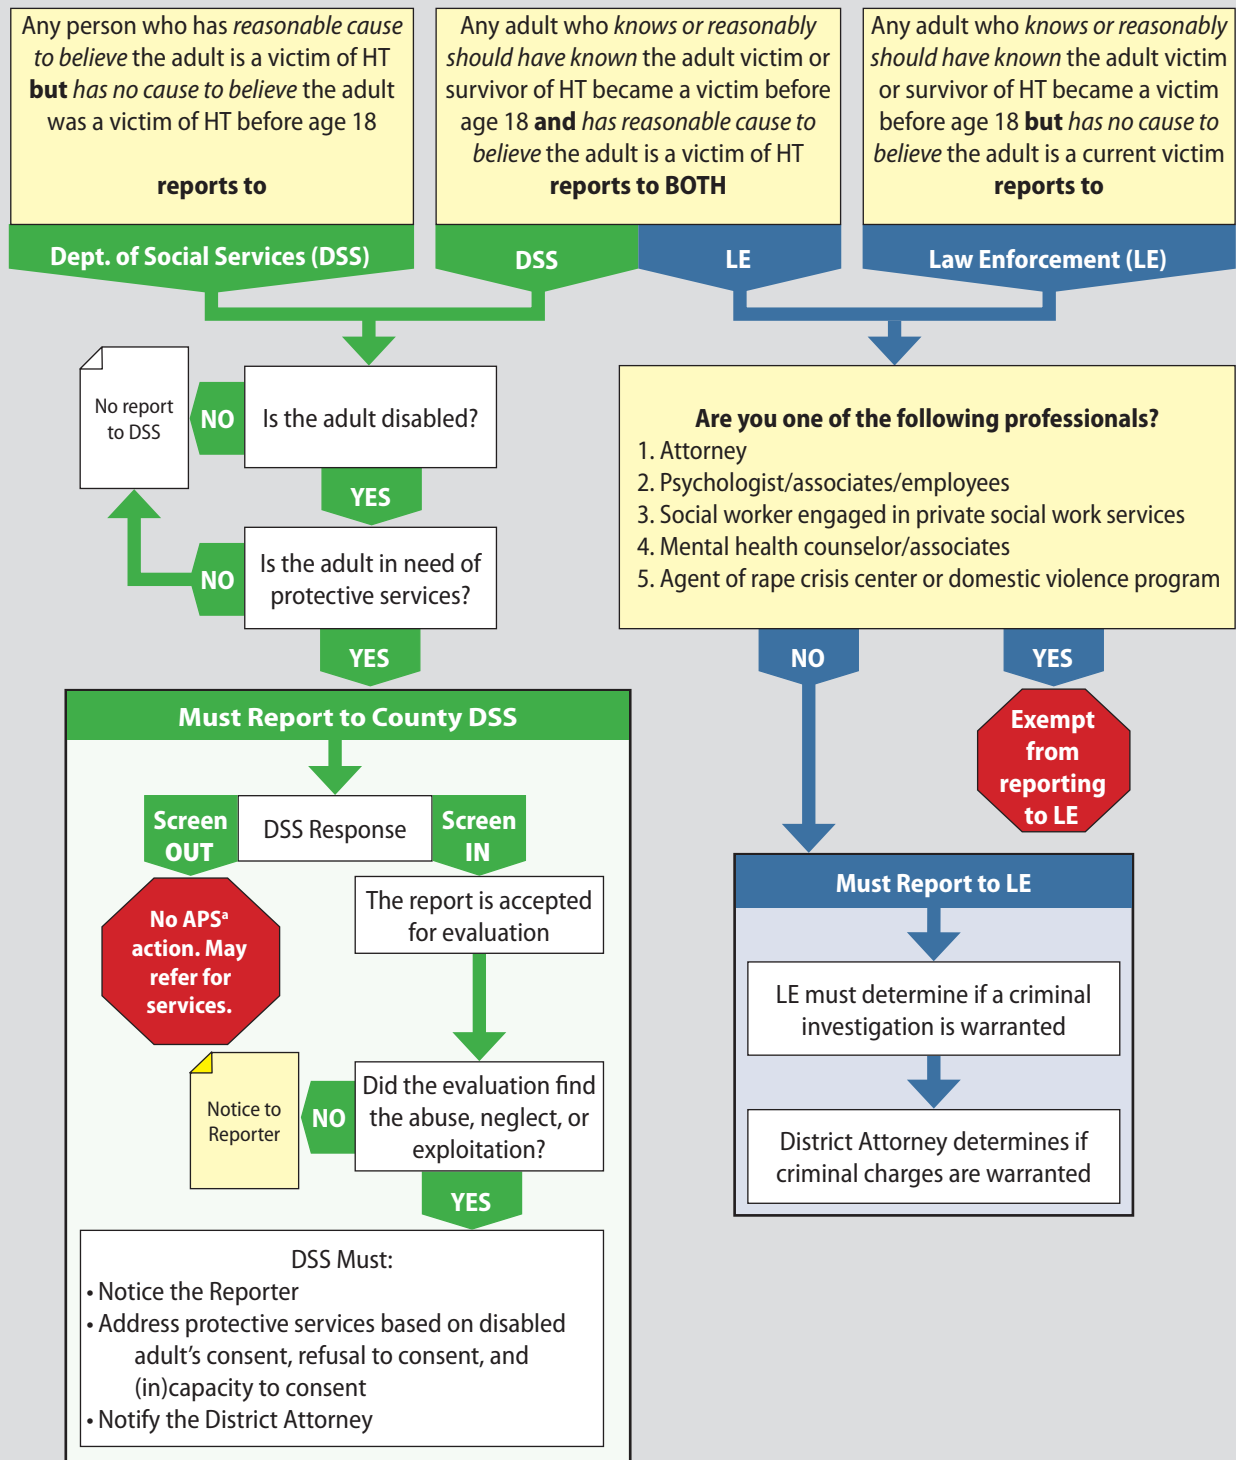 Any person who has reasonable cause
to believe the adult is a victim of HT
but has no cause to believe the adult
was a victim of HT before age 18
reports to
Any adult who knows or reasonably
should have known the adult victim or
survivor of HT became a victim before
age 18 and has reasonable cause to
believe the adult is a victim of HT
reports to BOTH
Any adult who knows or reasonably
should have known the adult victim
or survivor of HT became a victim
before age 18 but has no cause to
believe the adult is a current victim
reports to
Dept. of Social Services (DSS)
DSS
LE
Law Enforcement (LE)
No report
to DSS
NO
Is the adult disabled?
YES
NO
Is the adult in need of
protective services?
YES
Are you one of the following professionals?
1. Attorney
2. Psychologist/associates/employees
3. Social worker engaged in private social work services
4. Mental health counselor/associates
5. Agent of rape crisis center or domestic violence program
NO
YES
Exempt
from
reporting
to LE
Must Report to County DSS
Screen
OUT
DSS Response
Screen
IN
No APSᵃ
action. May
refer for
services.
The report is accepted
for evaluation
Notice to
Reporter
NO
Did the evaluation find
the abuse, neglect, or
exploitation?
YES
DSS Must:
• Notice the Reporter
• Address protective services based on disabled
adult's consent, refusal to consent, and
(in)capacity to consent
• Notify the District Attorney
Must Report to LE
LE must determine if a criminal
investigation is warranted
District Attorney determines if
criminal charges are warranted